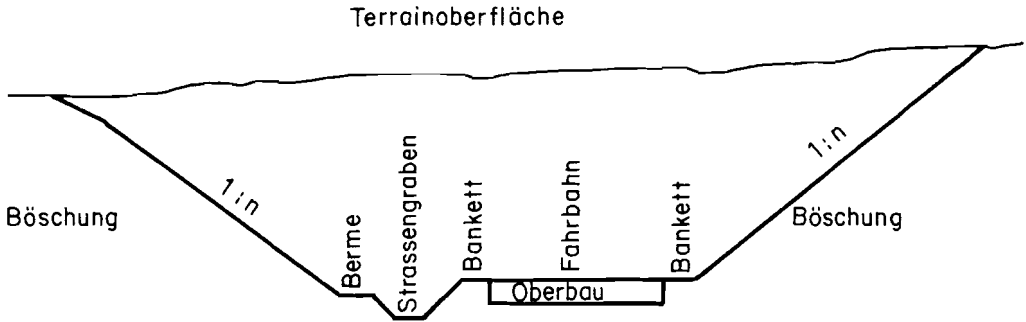 Terrainoberfläche
1:n
1:n
Böschung
Berme
Strassengraben
Bankett
Fahrbahn
Bankett
Böschung
Oberbau